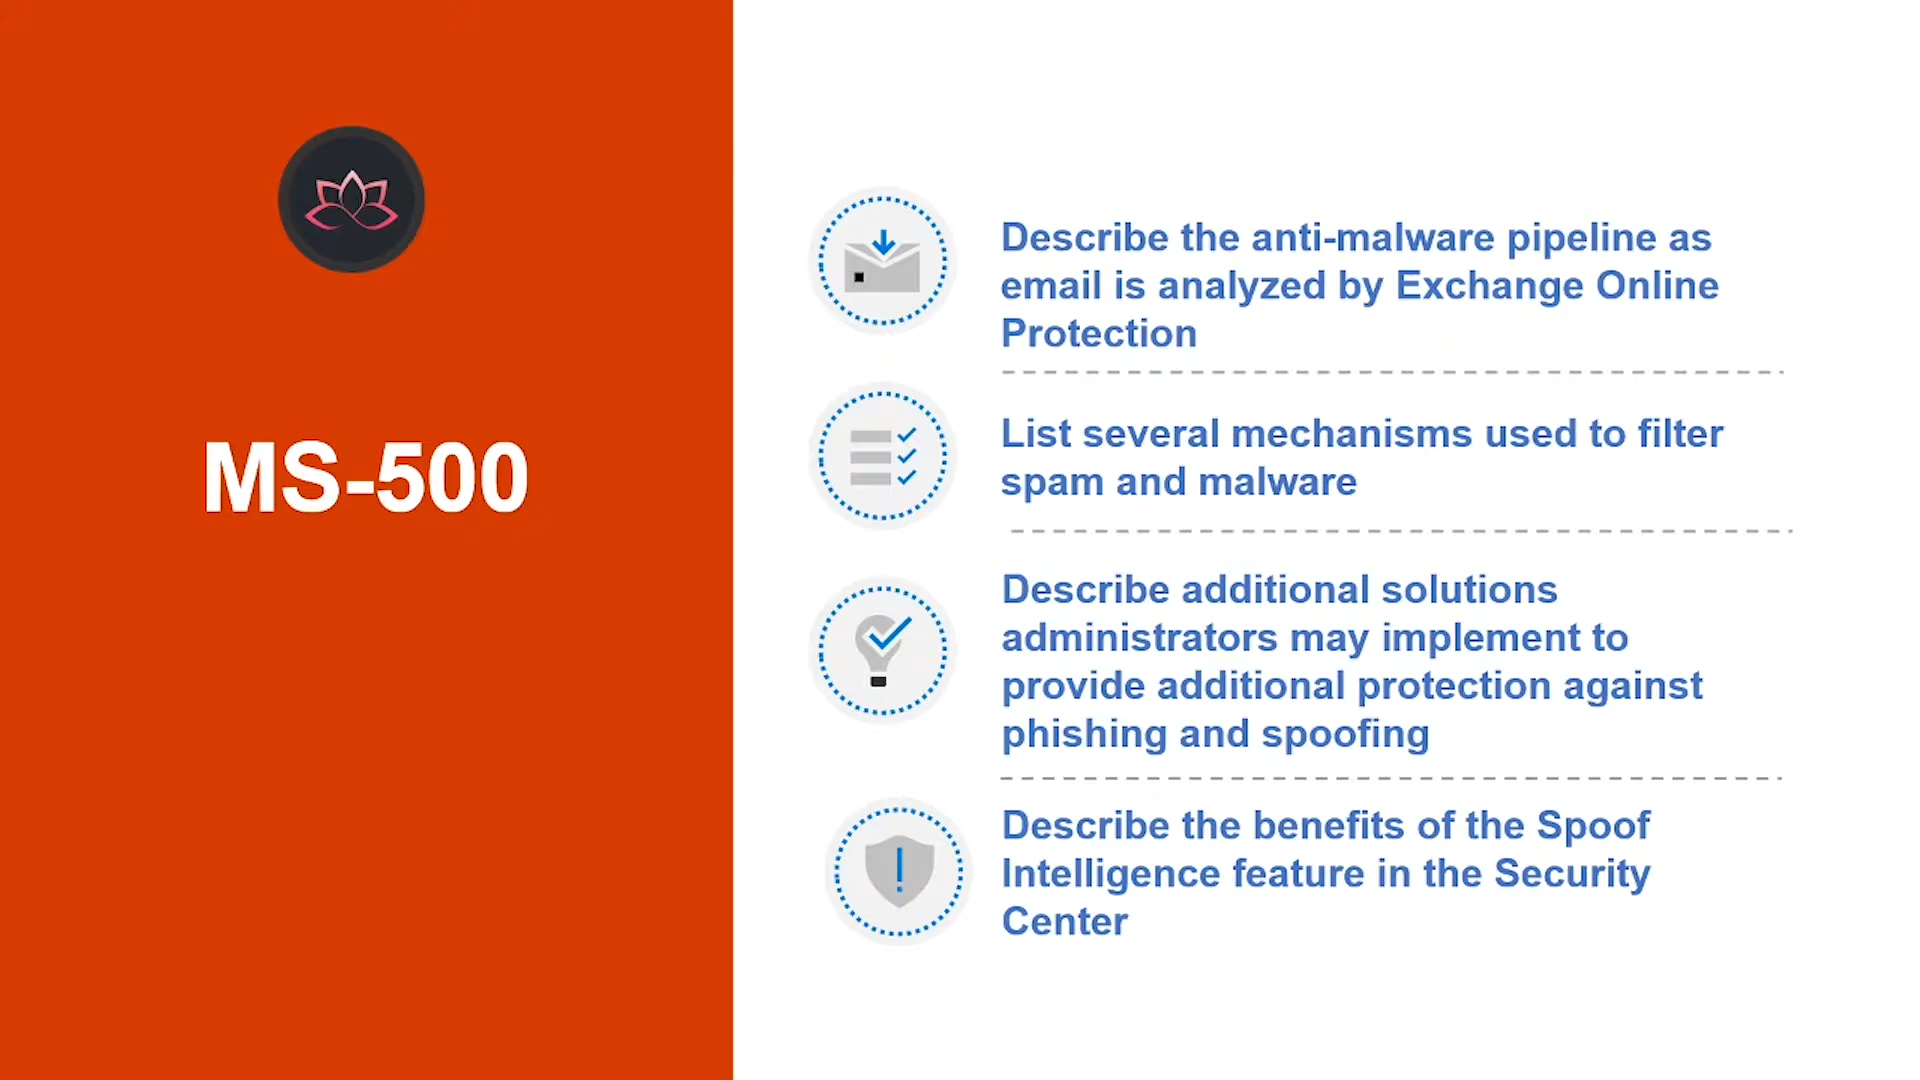 MS-500
Describe the anti-malware pipeline as
email is analyzed by Exchange Online
Protection
List several mechanisms used to filter
spam and malware
Describe additional solutions
administrators may implement to
provide additional protection against
phishing and spoofing
Describe the benefits of the Spoof
Intelligence feature in the Security
Center